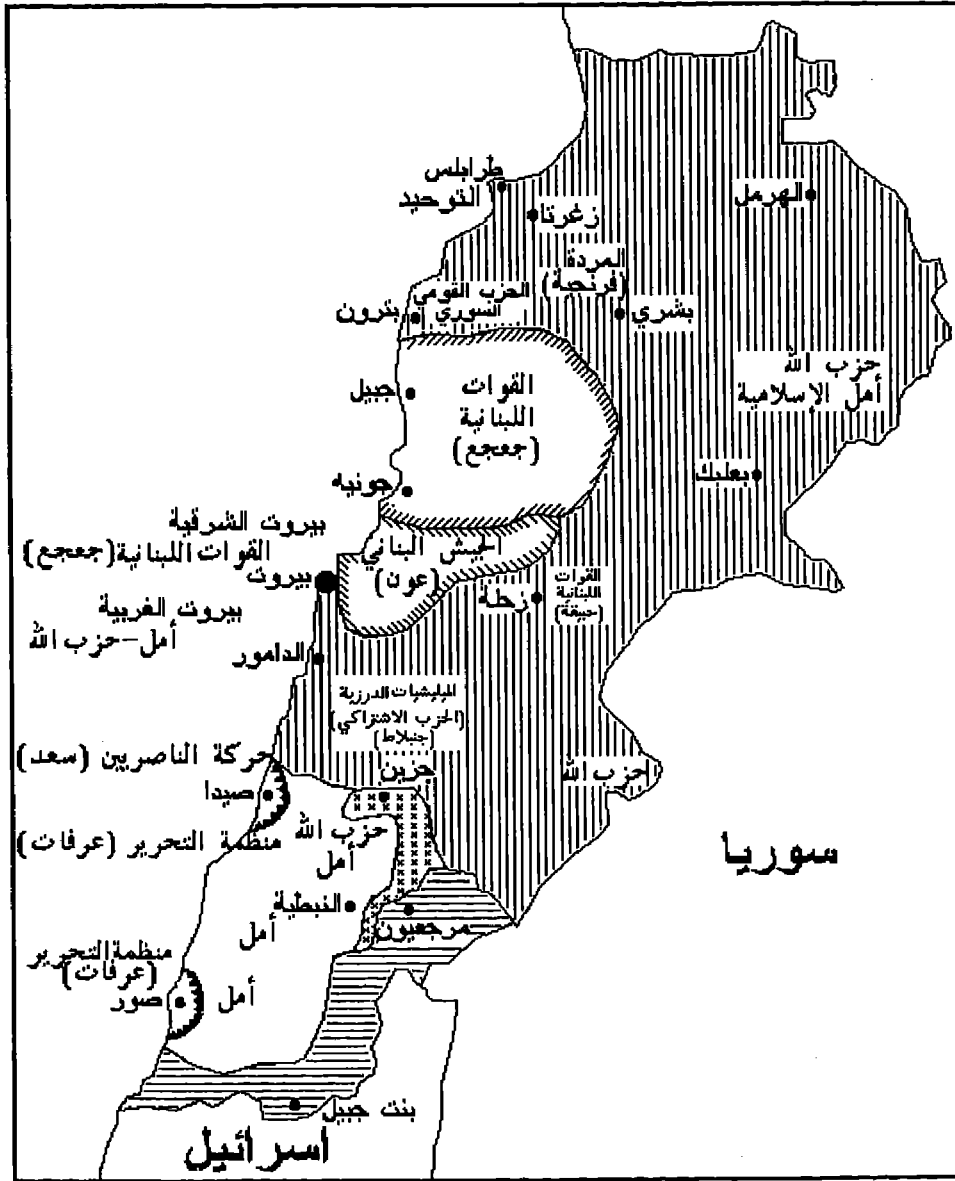 طرابلس
التوحيد
زغرتا
الهرمل
المردة
(فرنجية)
الحزب القومي
السوري
بترون
بشري
حزب الله
أمل الإسلامية
القوات
اللبنانية
(جعجع)
جبيل
بعلبك
جونيه
بيروت الشرقية
القوات اللبنانية (جعجع)
الجيش البناني
(عون)
بيروت
القوات
اللبنانية
(حبيقة)
زحلة
بيروت الغربية
أمل-حزب الله
الدامور
الميليشيات الدرزية
(الحزب الاشتراكي)
(جنبلاط)
حركة الناصريين (سعد)
جزين
حزب الله
صيدا
حزب الله
أمل
منظمة التحرير (عرفات)
سوريا
النبطية
أمل
مرجعيون
منظمة التحرير
(عرفات)
صور
أمل
بنت جبيل
اسرائيل